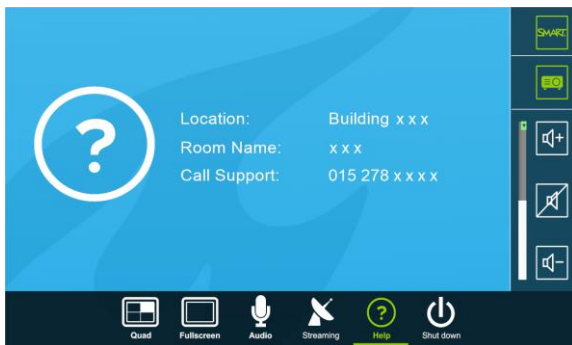 SMART
Location: Building x x x
Room Name: x x x
Call Support: 015 278 x x x x
Quad Fullscreen Audio Streaming Help Shut down